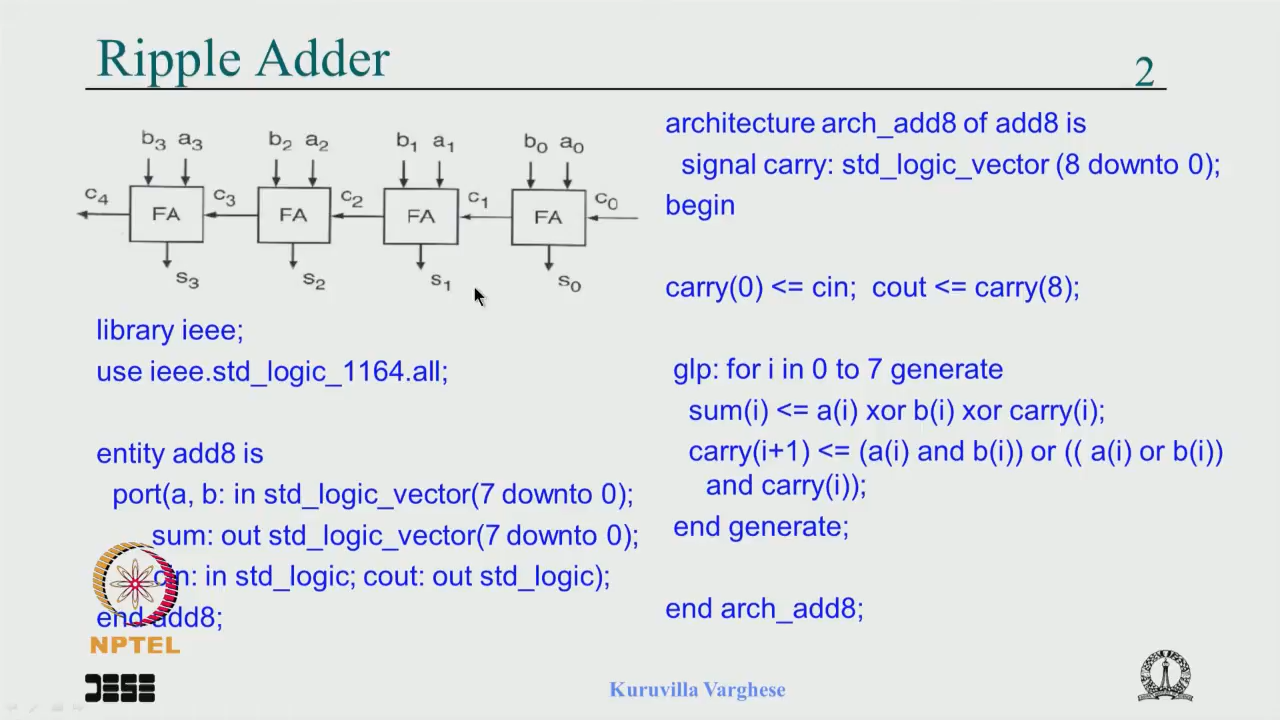 Ripple Adder
2
b3 a3 b2 a2 b1 a1 b0 a0
c4 FA c3 FA c2 FA c1 FA c0
s3 s2 s1 s0
library ieee;
use ieee.std_logic_1164.all;
entity add8 is
port(a, b: in std_logic_vector(7 downto 0);
sum: out std_logic_vector(7 downto 0);
cin: in std_logic; cout: out std_logic);
end add8;
architecture arch_add8 of add8 is
signal carry: std_logic_vector (8 downto 0);
begin
carry(0) <= cin; cout <= carry(8);
glp: for i in 0 to 7 generate
sum(i) <= a(i) xor b(i) xor carry(i);
carry(i+1) <= (a(i) and b(i)) or (( a(i) or b(i))
and carry(i));
end generate;
end arch_add8;
NPTEL
DESE
Kuruvilla Varghese